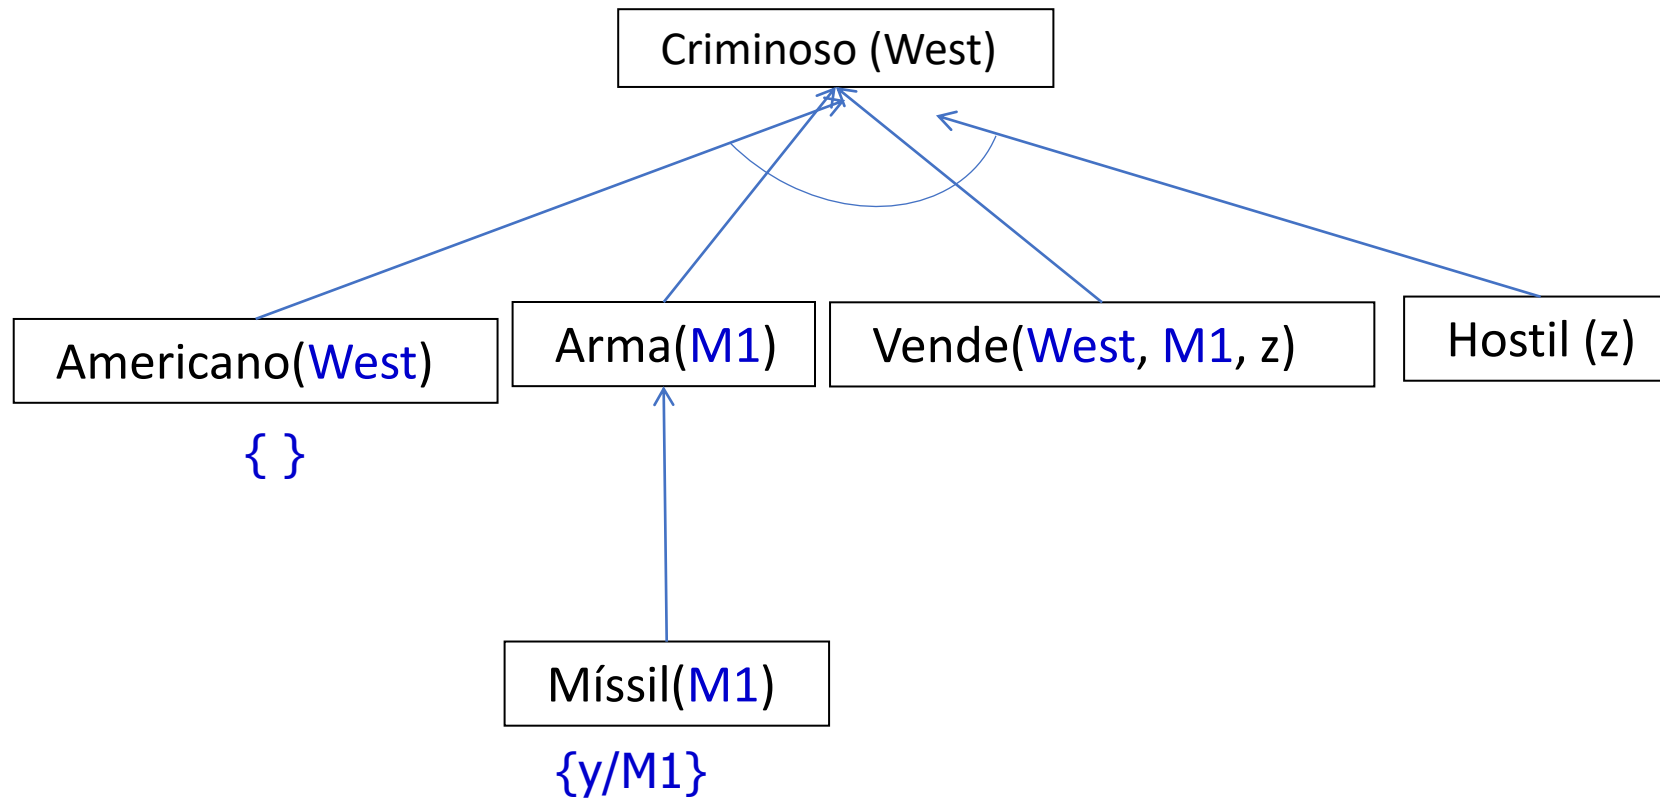 Criminoso (West)
Americano(West)
Arma(M1)
Vende(West, M1, z)
Hostil (z)
{ }
Míssil(M1)
{y/M1}